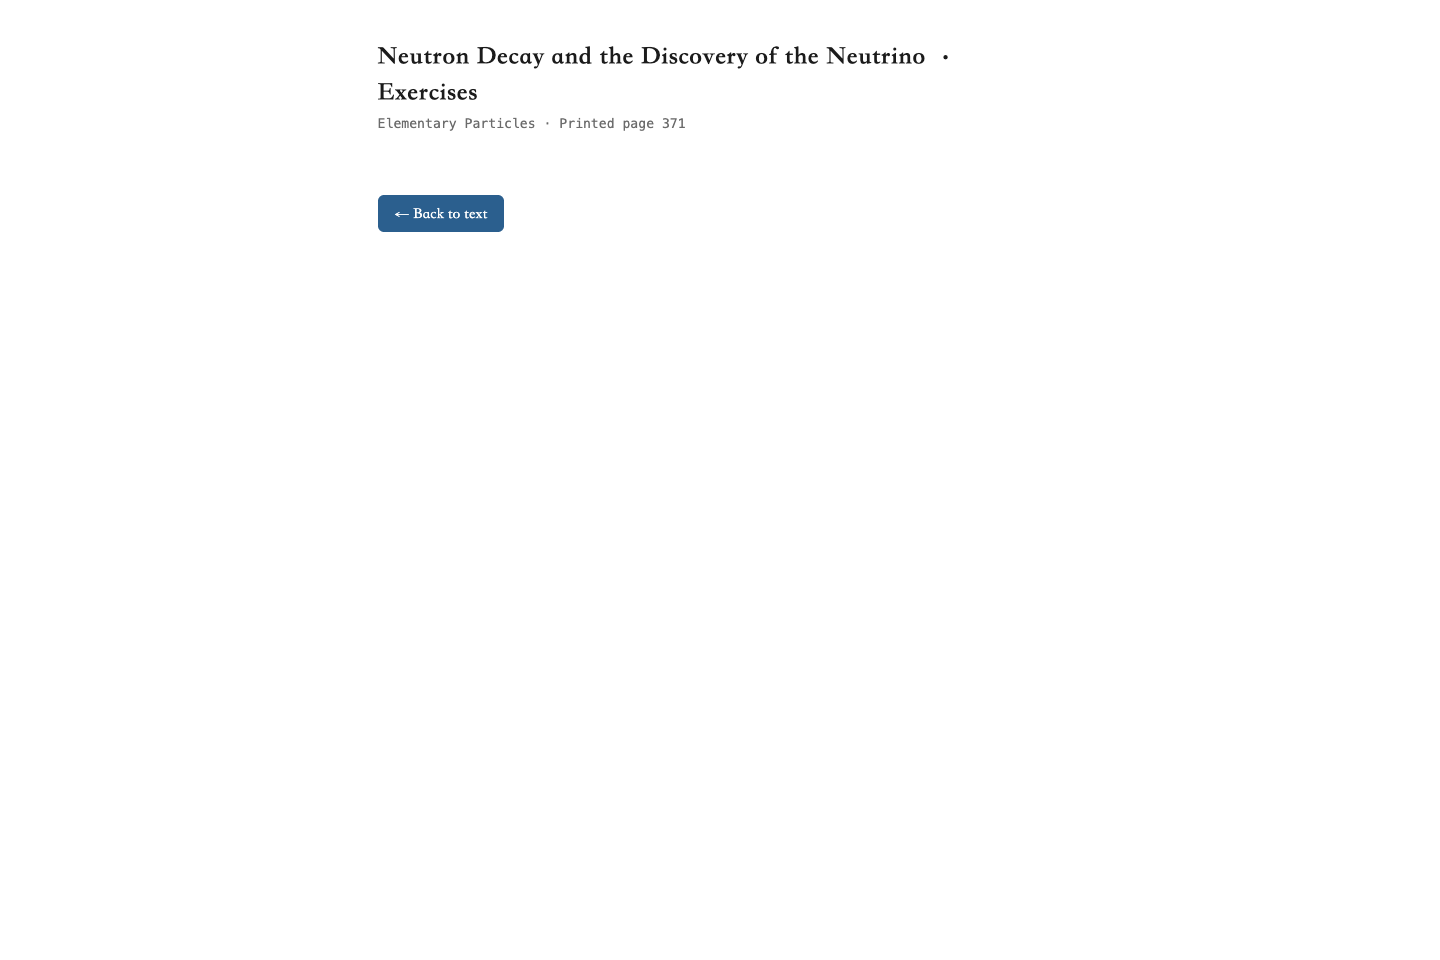 Neutron Decay and the Discovery of the Neutrino ·
Exercises
Elementary Particles · Printed page 371
← Back to text